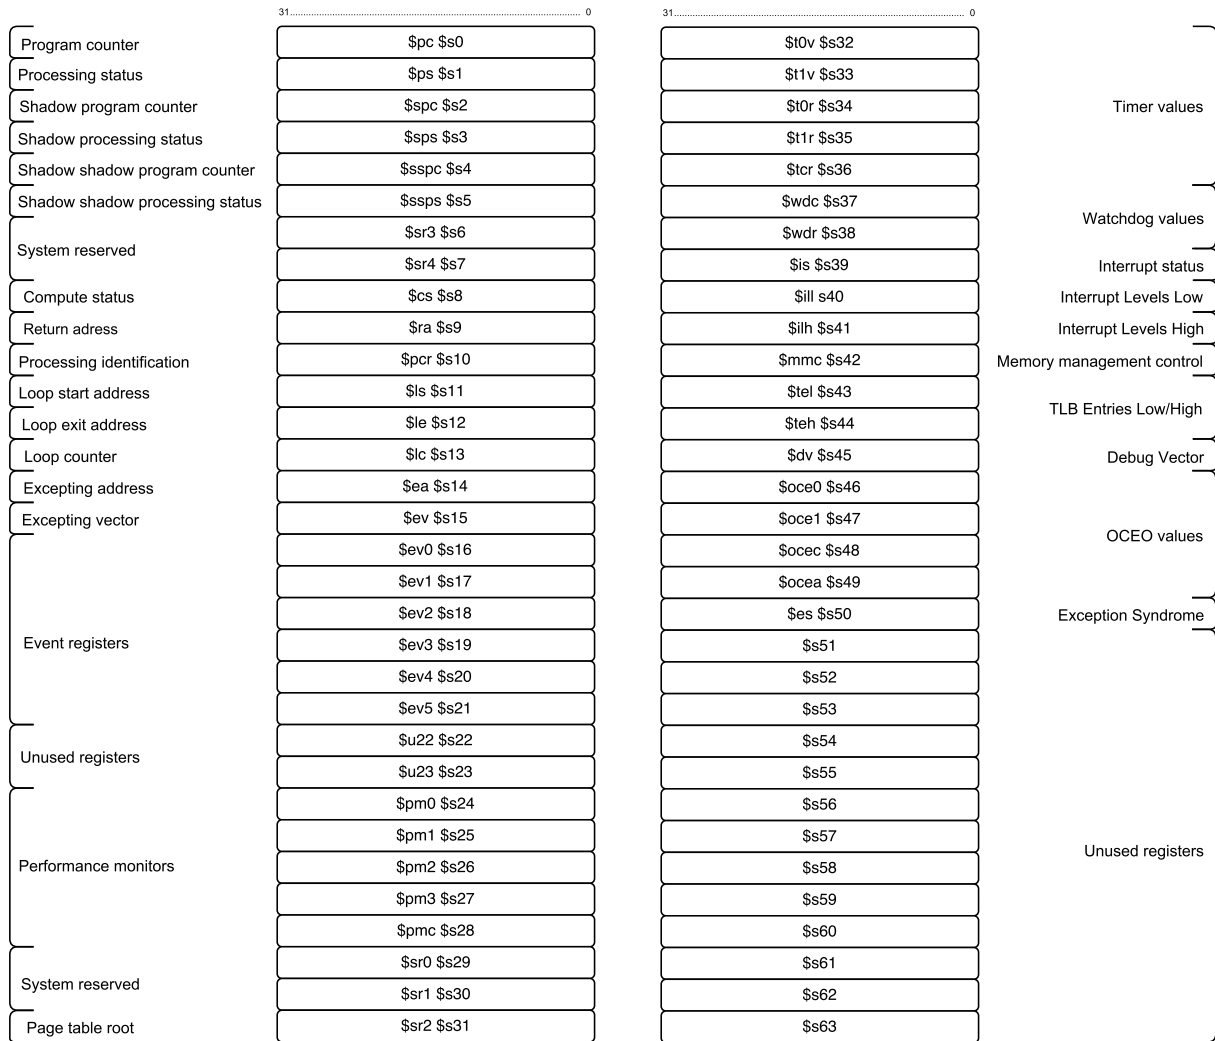 31 0 31 0
Program counter $pc $s0 $t0v $s32
Processing status $ps $s1 $t1v $s33
Shadow program counter $spc $s2 $t0r $s34 Timer values
Shadow processing status $sps $s3 $t1r $s35
Shadow shadow program counter $sspc $s4 $tcr $s36
Shadow shadow processing status $ssps $s5 $wdc $s37
$sr3 $s6 $wdr $s38 Watchdog values
System reserved
$sr4 $s7 $is $s39 Interrupt status
Compute status $cs $s8 $ill s40 Interrupt Levels Low
Return adress $ra $s9 $ilh $s41 Interrupt Levels High
Processing identification $pcr $s10 $mmc $s42 Memory management control
Loop start address $ls $s11 $tel $s43
TLB Entries Low/High
Loop exit address $le $s12 $teh $s44
Loop counter $lc $s13 $dv $s45 Debug Vector
Excepting address $ea $s14 $oce0 $s46
Excepting vector $ev $s15 $oce1 $s47
OCEO values
$ev0 $s16 $ocec $s48
$ev1 $s17 $ocea $s49
$ev2 $s18 $es $s50 Exception Syndrome
Event registers $ev3 $s19 $s51
$ev4 $s20 $s52
$ev5 $s21 $s53
$u22 $s22 $s54
Unused registers
$u23 $s23 $s55
$pm0 $s24 $s56
$pm1 $s25 $s57
Unused registers
Performance monitors $pm2 $s26 $s58
$pm3 $s27 $s59
$pmc $s28 $s60
$sr0 $s29 $s61
System reserved
$sr1 $s30 $s62
Page table root $sr2 $s31 $s63